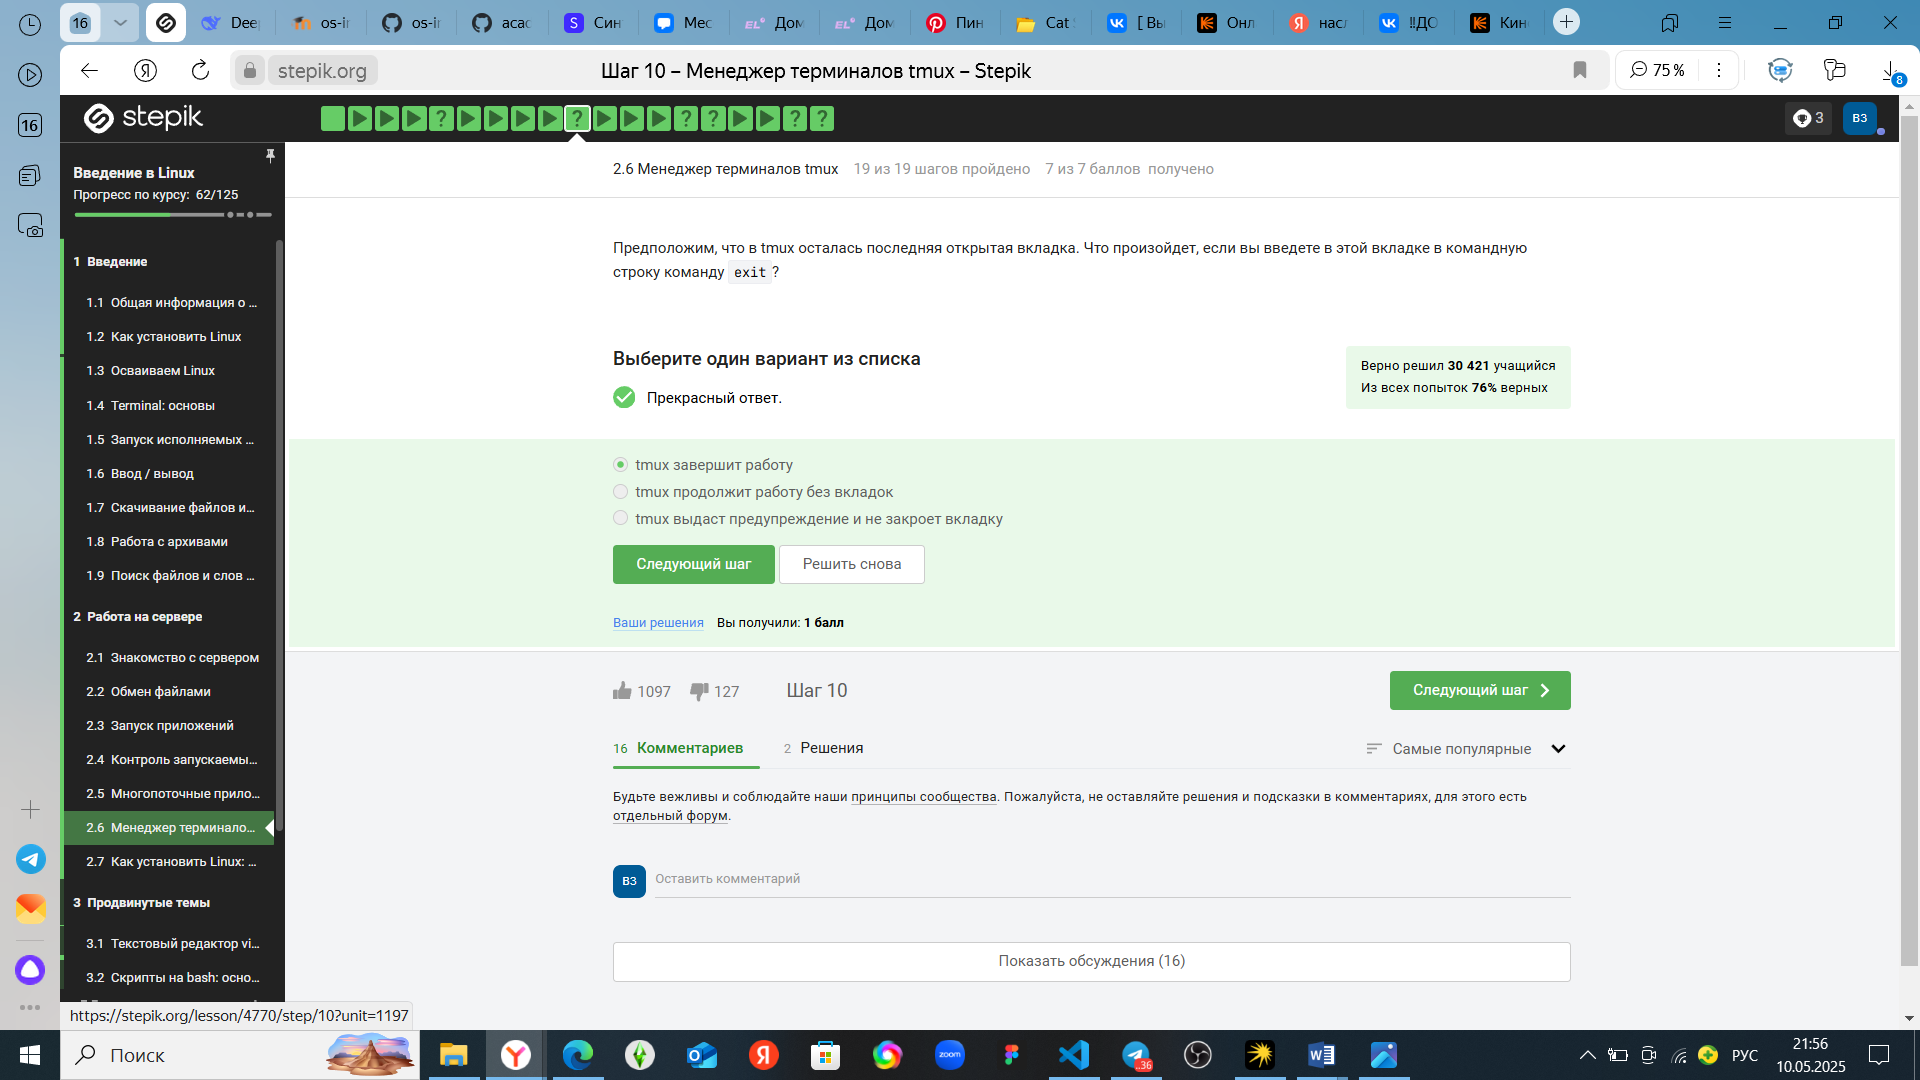 16
Dee
os-ir
os-ir
acac
S Син
Мес
EL Дом
EL Дом
Пин
Cat
[ Вы
Онл
Я насл
‼ДО
Кин
stepik.org
Шаг 10 – Менеджер терминалов tmux – Stepik
75 %
8
16
stepik
3
ВЗ
Введение в Linux
Прогресс по курсу: 62/125
1 Введение
1.1 Общая информация о ...
1.2 Как установить Linux
1.3 Осваиваем Linux
1.4 Terminal: основы
1.5 Запуск исполняемых ...
1.6 Ввод / вывод
1.7 Скачивание файлов и...
1.8 Работа с архивами
1.9 Поиск файлов и слов ...
2 Работа на сервере
2.1 Знакомство с сервером
2.2 Обмен файлами
2.3 Запуск приложений
2.4 Контроль запускаемы...
2.5 Многопоточные прило...
2.6 Менеджер терминало...
2.7 Как установить Linux: ...
3 Продвинутые темы
3.1 Текстовый редактор vi...
3.2 Скрипты на bash: осно...
2.6 Менеджер терминалов tmux 19 из 19 шагов пройдено 7 из 7 баллов получено
Предположим, что в tmux осталась последняя открытая вкладка. Что произойдет, если вы введете в этой вкладке в командную
строку команду exit ?
Выберите один вариант из списка
Прекрасный ответ.
Верно решил 30 421 учащийся
Из всех попыток 76% верных
tmux завершит работу
tmux продолжит работу без вкладок
tmux выдаст предупреждение и не закроет вкладку
Следующий шаг
Решить снова
Ваши решения Вы получили: 1 балл
1097
127
Шаг 10
Следующий шаг
16 Комментариев
2 Решения
Самые популярные
Будьте вежливы и соблюдайте наши принципы сообщества. Пожалуйста, не оставляйте решения и подсказки в комментариях, для этого есть
отдельный форум.
ВЗ
Оставить комментарий
Показать обсуждения (16)
https://stepik.org/lesson/4770/step/10?unit=1197
Поиск
zoom
..36
РУС
21:56
10.05.2025